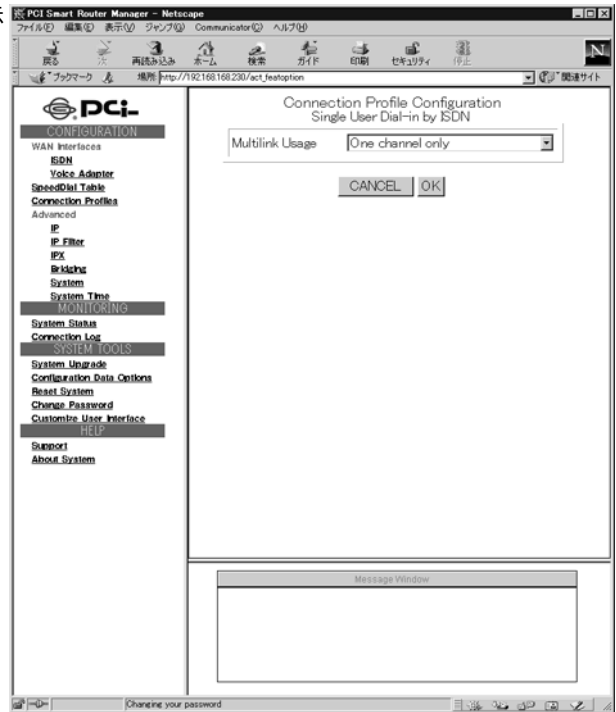 示
PCI Smart Router Manager - Netscape
ファイル(F) 編集(E) 表示(V) ジャンプ(G) Communicator(C) ヘルプ(H)
戻る 次 再読み込み ホーム 検索 ガイド 印刷 セキュリティ 停止
N
ブックマーク 場所: http://192.168.168.230/act_featoption 関連サイト
PCi
CONFIGURATION
WAN Interfaces
ISDN
Voice Adapter
SpeedDial Table
Connection Profiles
Advanced
IP
IP Filter
IPX
Bridging
System
System Time
MONITORING
System Status
Connection Log
SYSTEM TOOLS
System Upgrade
Configuration Data Options
Reset System
Change Password
Customize User Interface
HELP
Support
About System
Connection Profile Configuration
Single User Dial-in by ISDN
Multilink Usage One channel only
CANCEL OK
Message Window
Changing your password